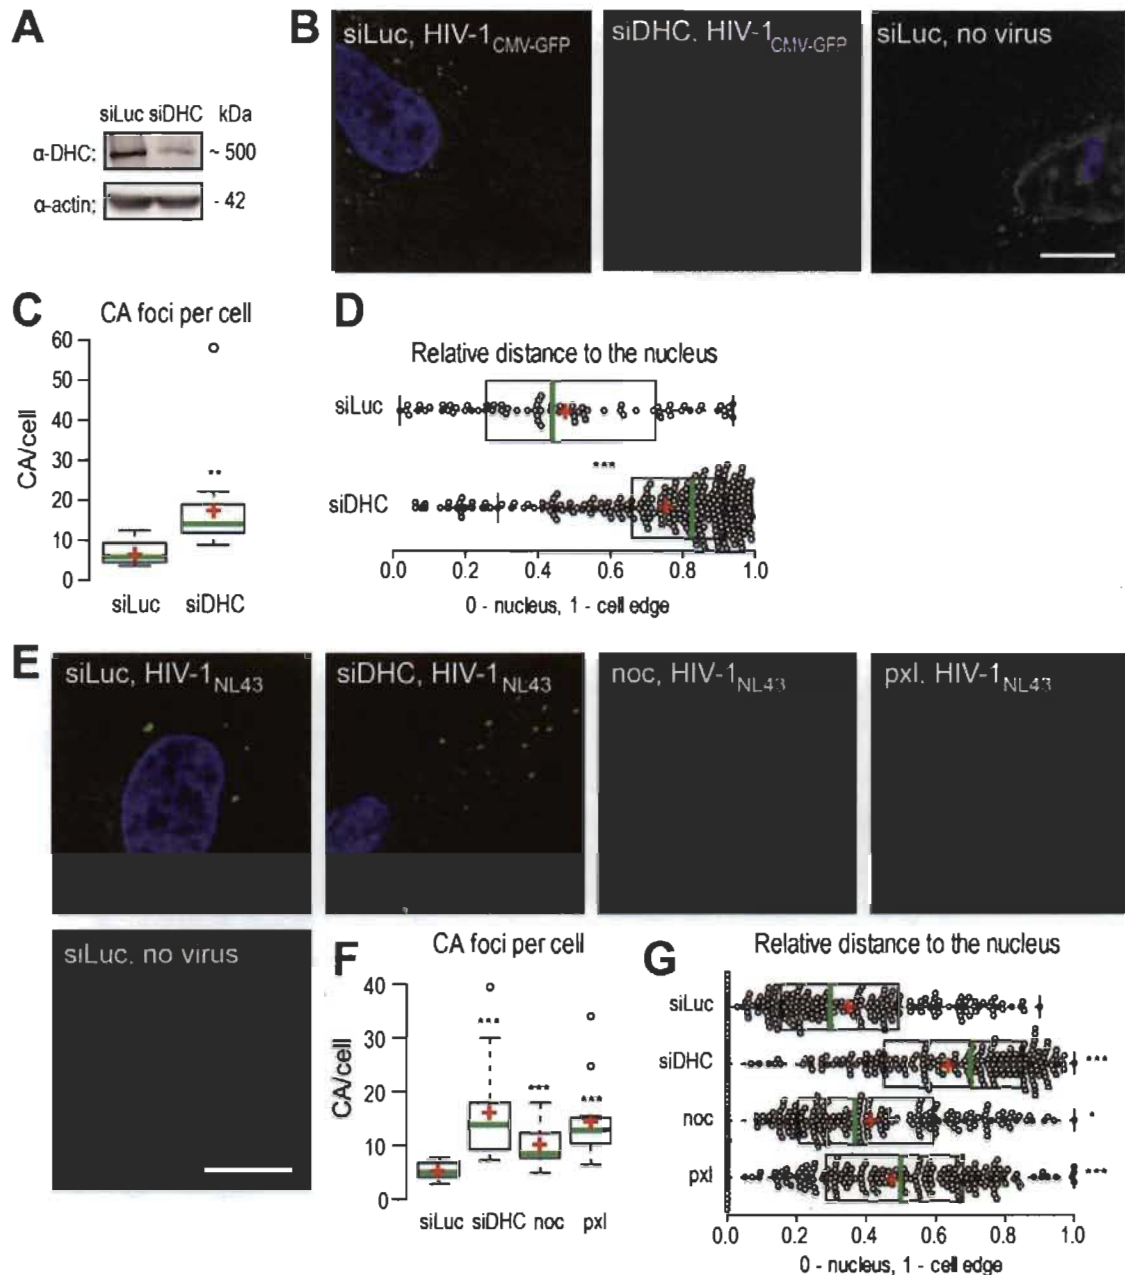 A
siLuc siDHC kDa
α-DHC: ~ 500
α-actin: - 42
B
siLuc, HIV-1CMV-GFP
siDHC, HIV-1CMV-GFP
siLuc, no virus
C
CA foci per cell
60
50
40
30
20
10
0
CA/cell
**
siLuc siDHC
D
Relative distance to the nucleus
siLuc
***
siDHC
0.0 0.2 0.4 0.6 0.8 1.0
0 - nucleus, 1 - cell edge
E
siLuc, HIV-1NL43
siDHC, HIV-1NL43
noc, HIV-1NL43
pxl. HIV-1NL43
siLuc. no virus
F
CA foci per cell
40
30
20
10
0
CA/cell
*** *** ***
siLuc siDHC noc pxl
G
Relative distance to the nucleus
siLuc
siDHC ***
noc *
pxl ***
0.0 0.2 0.4 0.6 0.8 1.0
0 - nucleus, 1 - cell edge